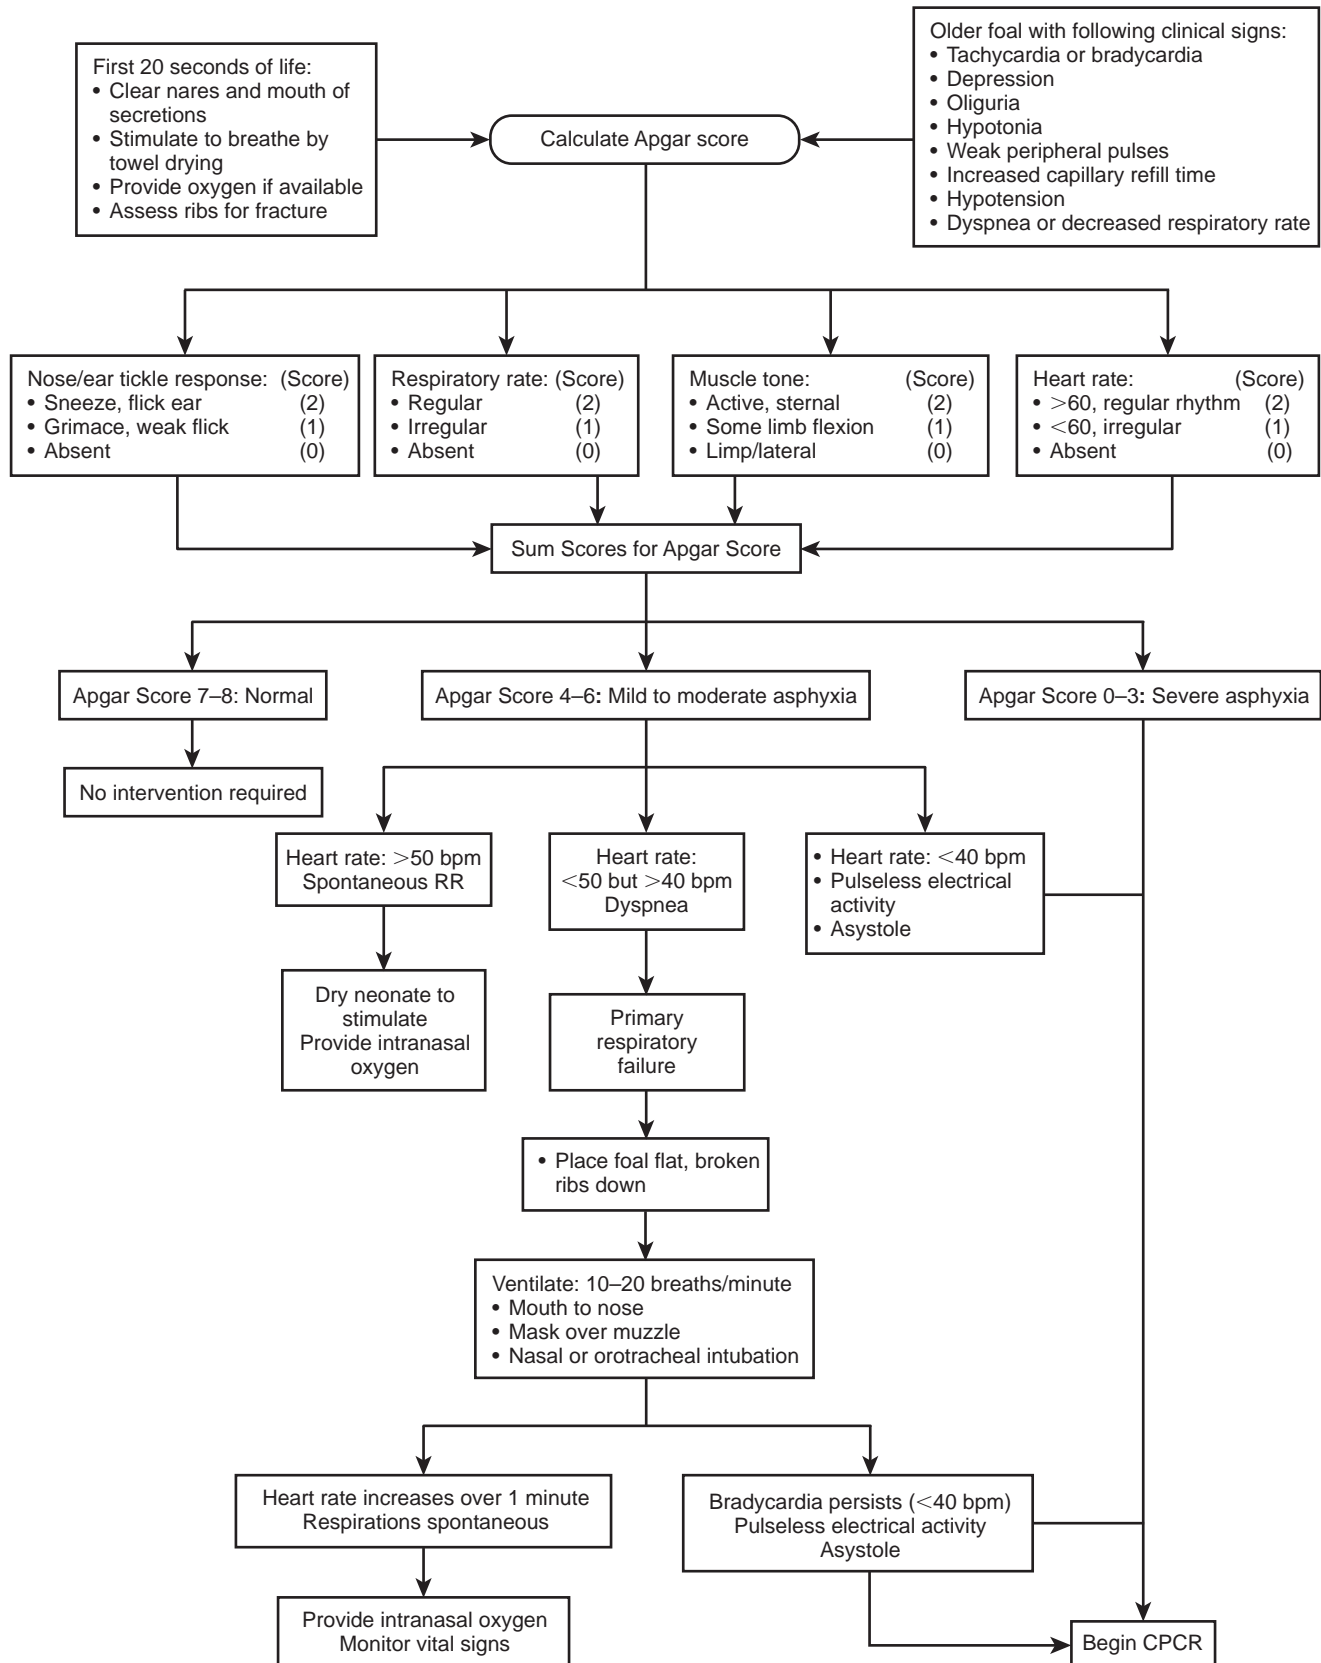 First 20 seconds of life:
• Clear nares and mouth of
secretions
• Stimulate to breathe by
towel drying
• Provide oxygen if available
• Assess ribs for fracture
Calculate Apgar score
Older foal with following clinical signs:
• Tachycardia or bradycardia
• Depression
• Oliguria
• Hypotonia
• Weak peripheral pulses
• Increased capillary refill time
• Hypotension
• Dyspnea or decreased respiratory rate
Nose/ear tickle response: (Score)
• Sneeze, flick ear (2)
• Grimace, weak flick (1)
• Absent (0)
Respiratory rate: (Score)
• Regular (2)
• Irregular (1)
• Absent (0)
Muscle tone: (Score)
• Active, sternal (2)
• Some limb flexion (1)
• Limp/lateral (0)
Heart rate: (Score)
• >60, regular rhythm (2)
• <60, irregular (1)
• Absent (0)
Sum Scores for Apgar Score
Apgar Score 7–8: Normal
Apgar Score 4–6: Mild to moderate asphyxia
Apgar Score 0–3: Severe asphyxia
No intervention required
Heart rate: >50 bpm
Spontaneous RR
Heart rate:
<50 but >40 bpm
Dyspnea
• Heart rate: <40 bpm
• Pulseless electrical
activity
• Asystole
Dry neonate to
stimulate
Provide intranasal
oxygen
Primary
respiratory
failure
• Place foal flat, broken
ribs down
Ventilate: 10–20 breaths/minute
• Mouth to nose
• Mask over muzzle
• Nasal or orotracheal intubation
Heart rate increases over 1 minute
Respirations spontaneous
Bradycardia persists (<40 bpm)
Pulseless electrical activity
Asystole
Provide intranasal oxygen
Monitor vital signs
Begin CPCR